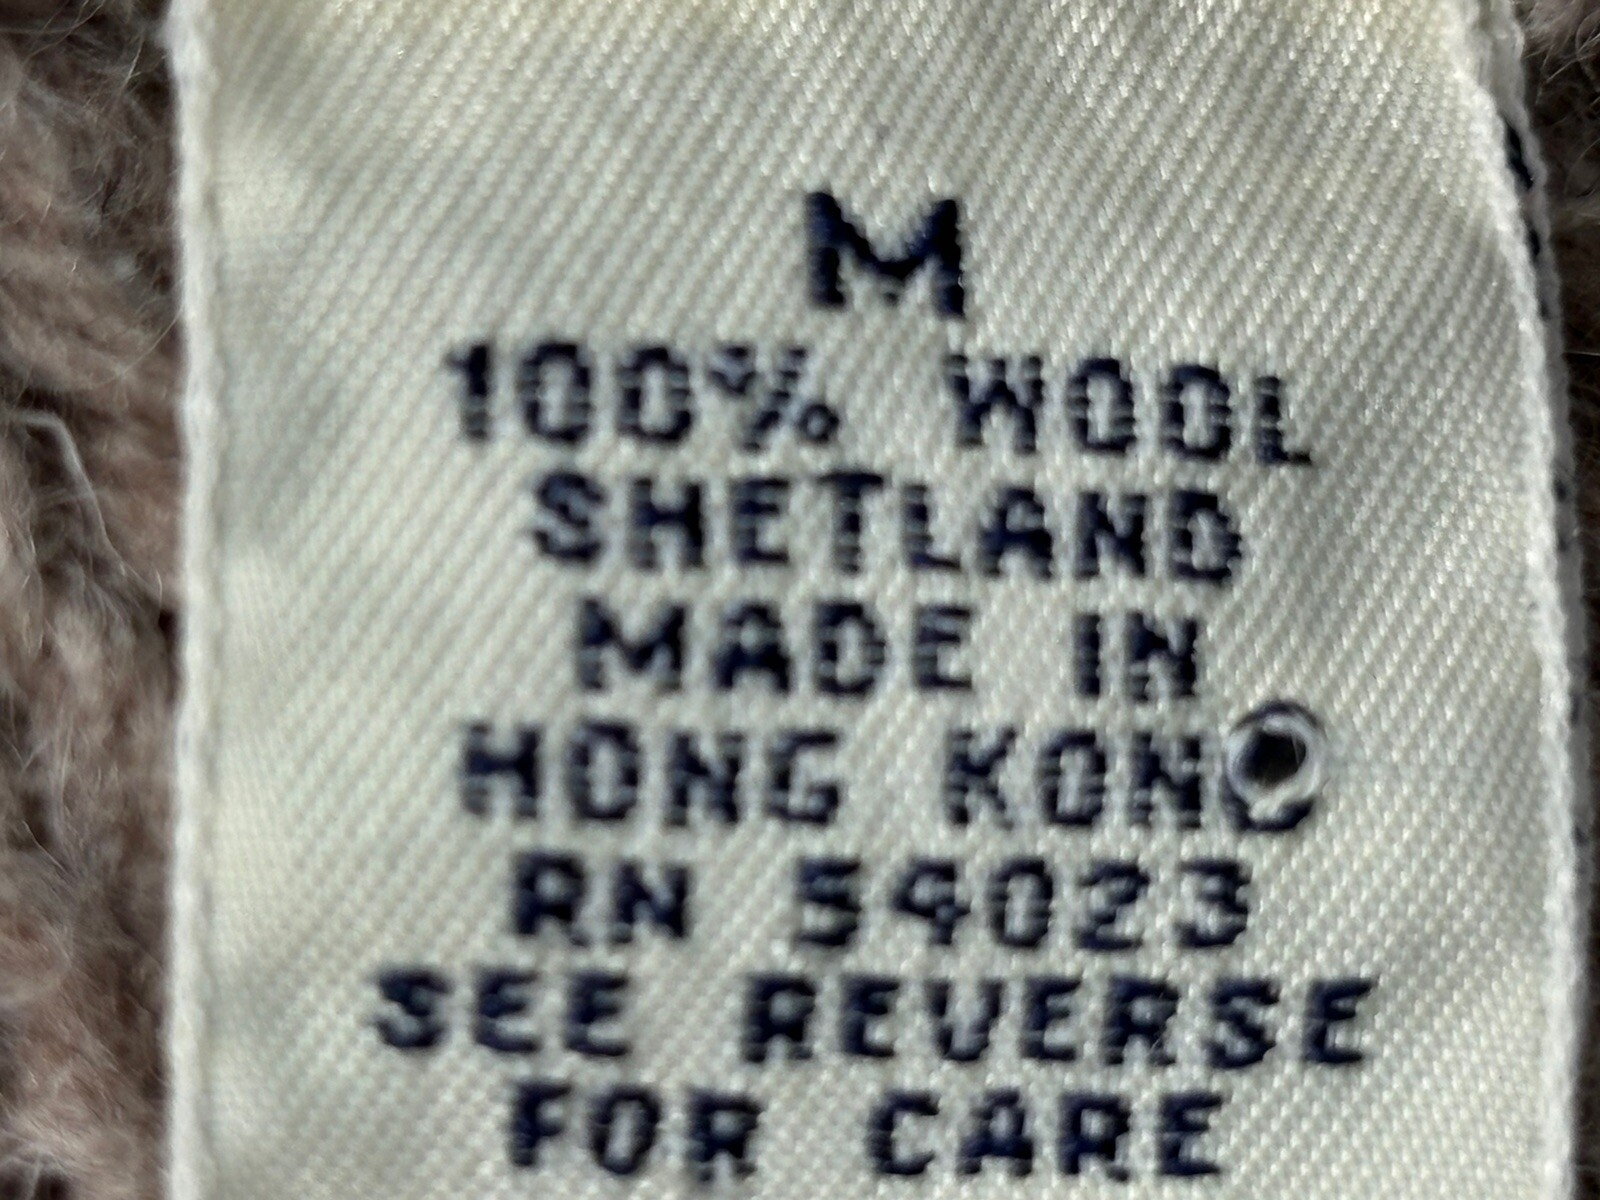 M
100% WOOL
SHETLAND
MADE IN
HONG KONG
RN 54023
SEE REVERSE
FOR CARE